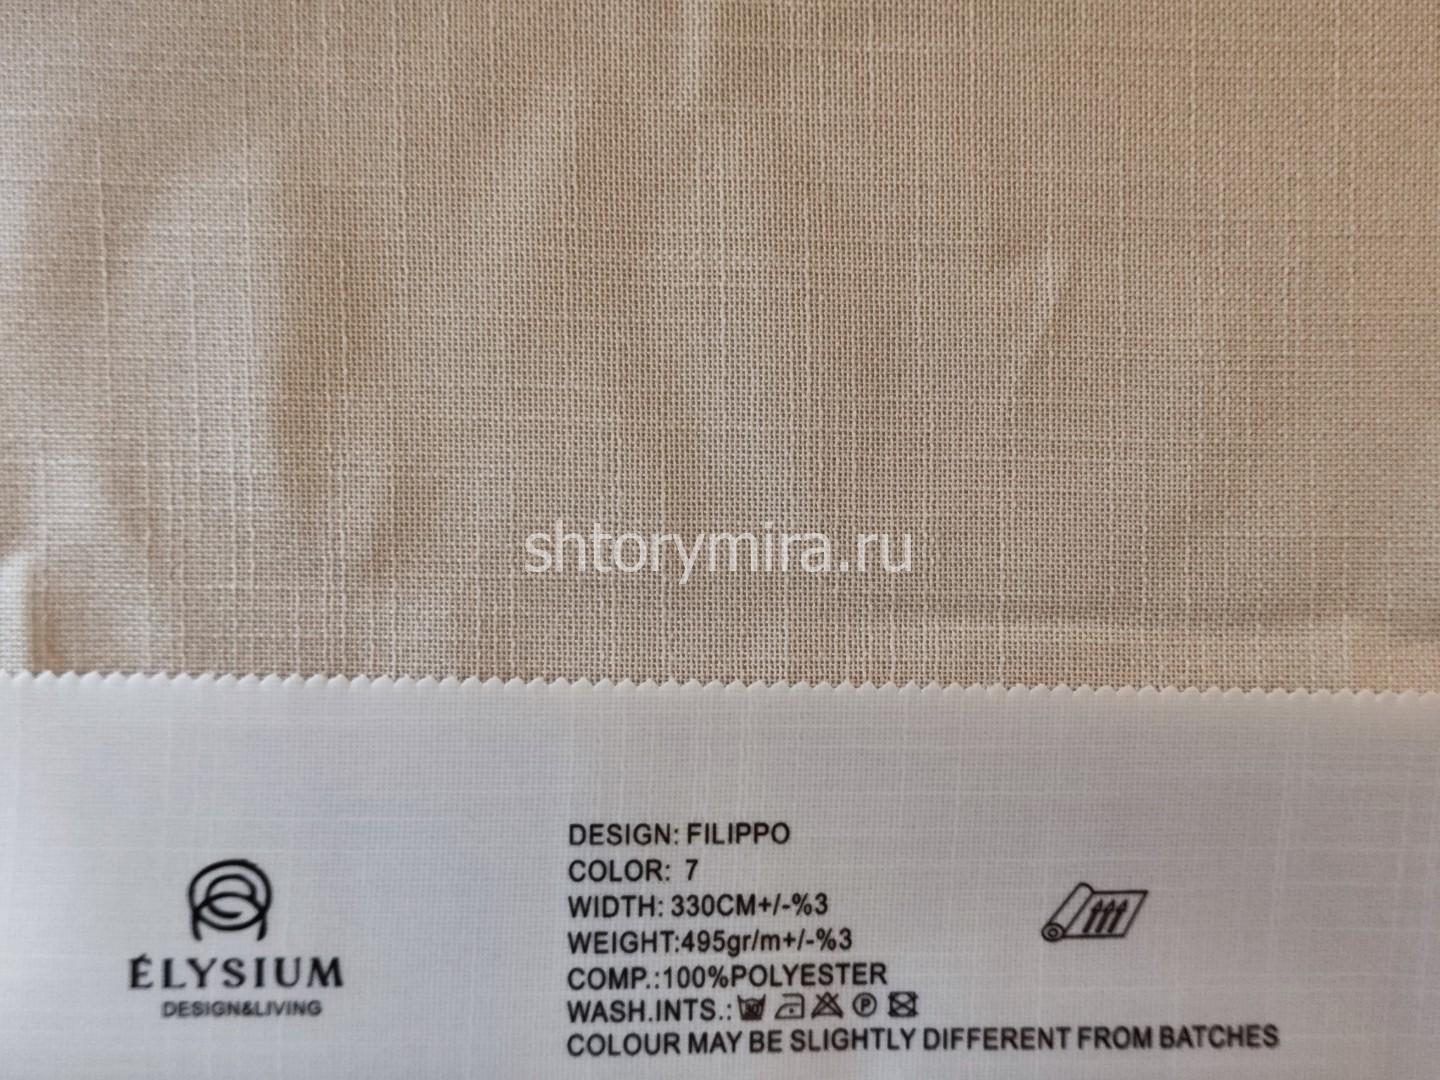 shtorymira.ru
ÉLYSIUM
DESIGN&LIVING
DESIGN: FILIPPO
COLOR: 7
WIDTH: 330CM+/-%3
WEIGHT:495gr/m+/-%3
COMP.:100%POLYESTER
WASH.INTS.: P
COLOUR MAY BE SLIGHTLY DIFFERENT FROM BATCHES